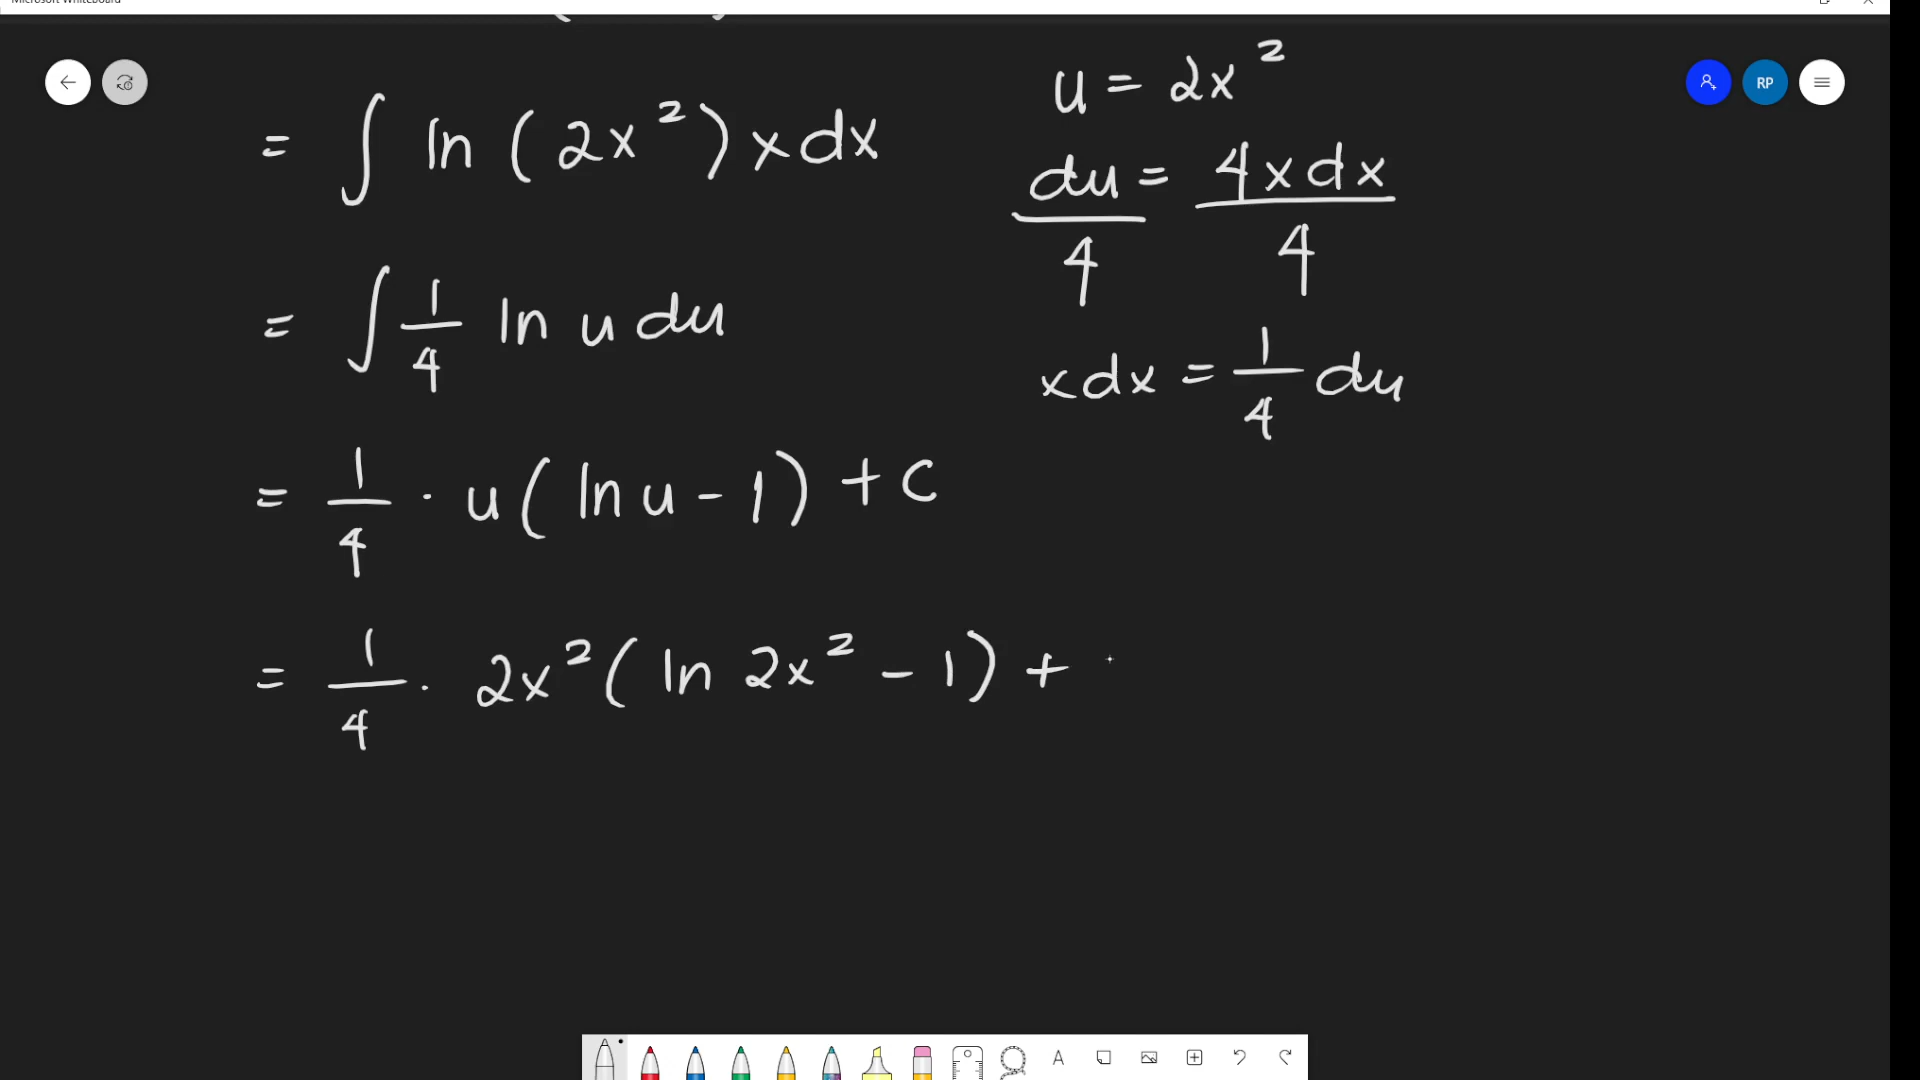 = ∫ ln (2x²) x dx
= ∫ 1/4 ln u du
= 1/4 · u ( ln u - 1 ) + C
= 1/4 · 2x² ( ln 2x² - 1 ) +
u = 2x²
du/4 = 4x dx/4
x dx = 1/4 du
RP
A